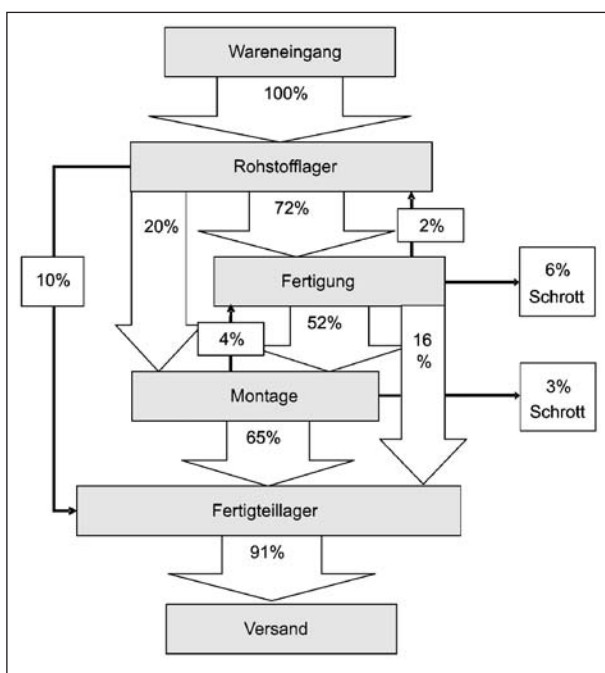 Wareneingang
100%
Rohstofflager
20%
72%
2%
10%
Fertigung
6%
Schrott
4%
52%
16
%
Montage
3%
Schrott
65%
Fertigteillager
91%
Versand